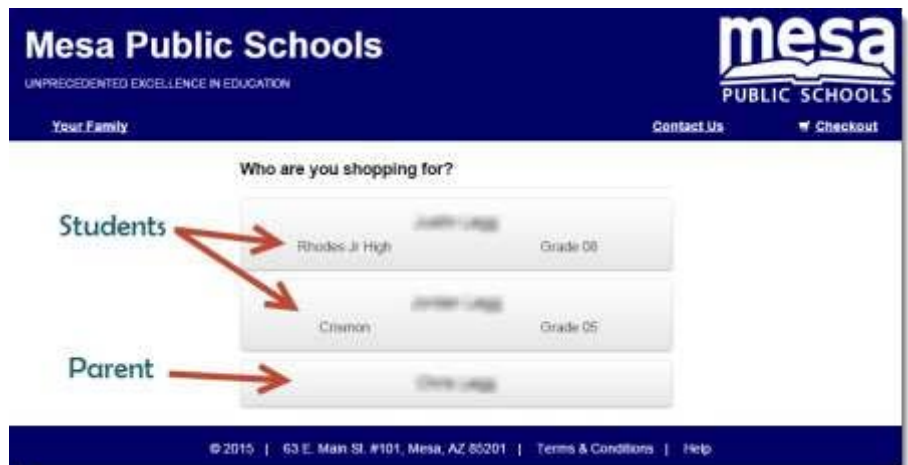 Mesa Public Schools
UNPRECEDENTED EXCELLENCE IN EDUCATION
mesa
PUBLIC SCHOOLS
Your Family Contact Us Checkout
Who are you shopping for?
Students
Rhodes Jr High Grade 08
Crismon Grade 05
Parent
© 2015 | 63 E. Main St. #101, Mesa, AZ 85201 | Terms & Conditions | Help